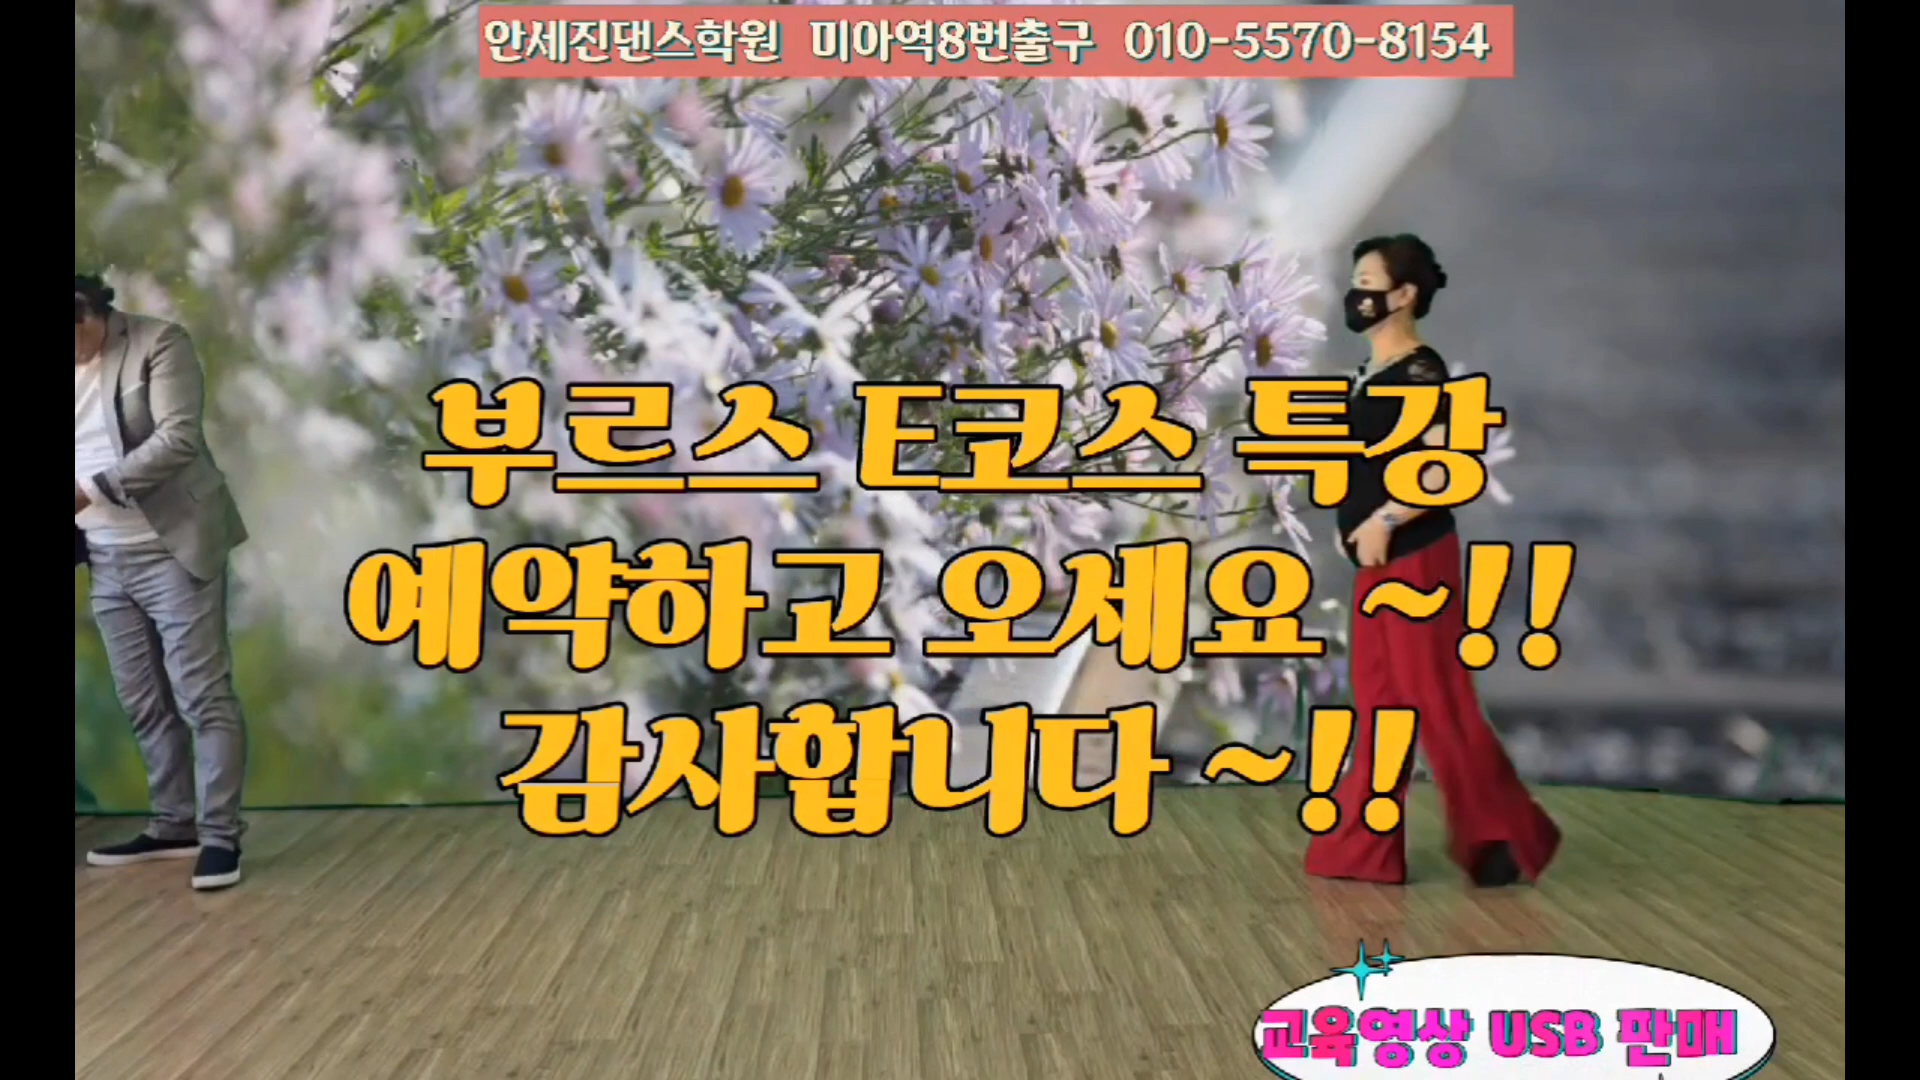 안세진댄스학원 미아역8번출구 010-5570-8154
부르스 E코스 특강
예약하고 오세요 ~!!
감사합니다 ~!!
교육영상 USB 판매